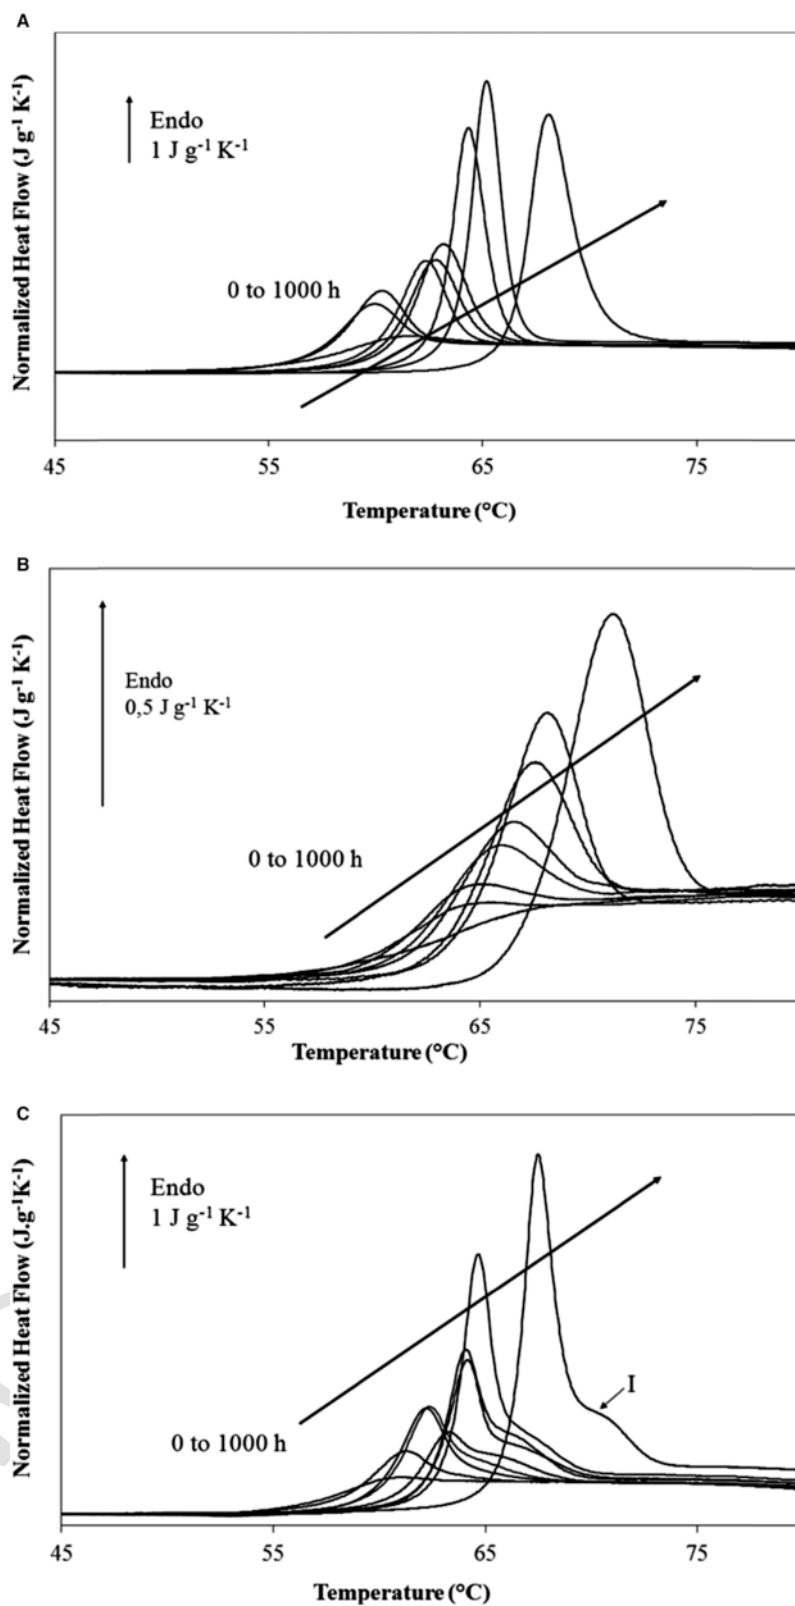 A
Normalized Heat Flow (J g⁻¹ K⁻¹)
Endo
1 J g⁻¹ K⁻¹
0 to 1000 h
45 55 65 75
Temperature (°C)
B
Normalized Heat Flow (J g⁻¹ K⁻¹)
Endo
0,5 J g⁻¹ K⁻¹
0 to 1000 h
45 55 65 75
Temperature (°C)
C
Normalized Heat Flow (J.g⁻¹K⁻¹)
Endo
1 J g⁻¹ K⁻¹
I
0 to 1000 h
45 55 65 75
Temperature (°C)